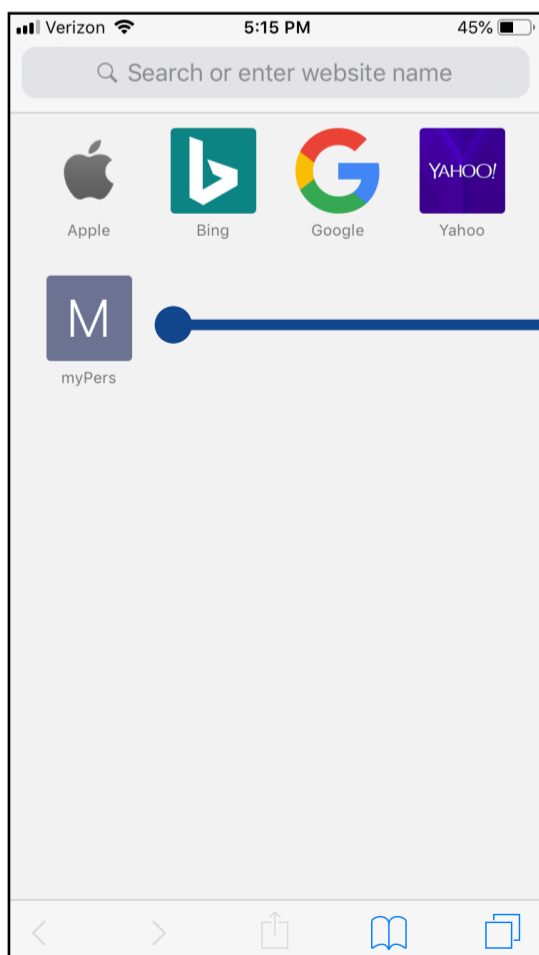 Verizon 5:15 PM 45%
Search or enter website name
YAHOO!
Apple Bing Google Yahoo
M
myPers